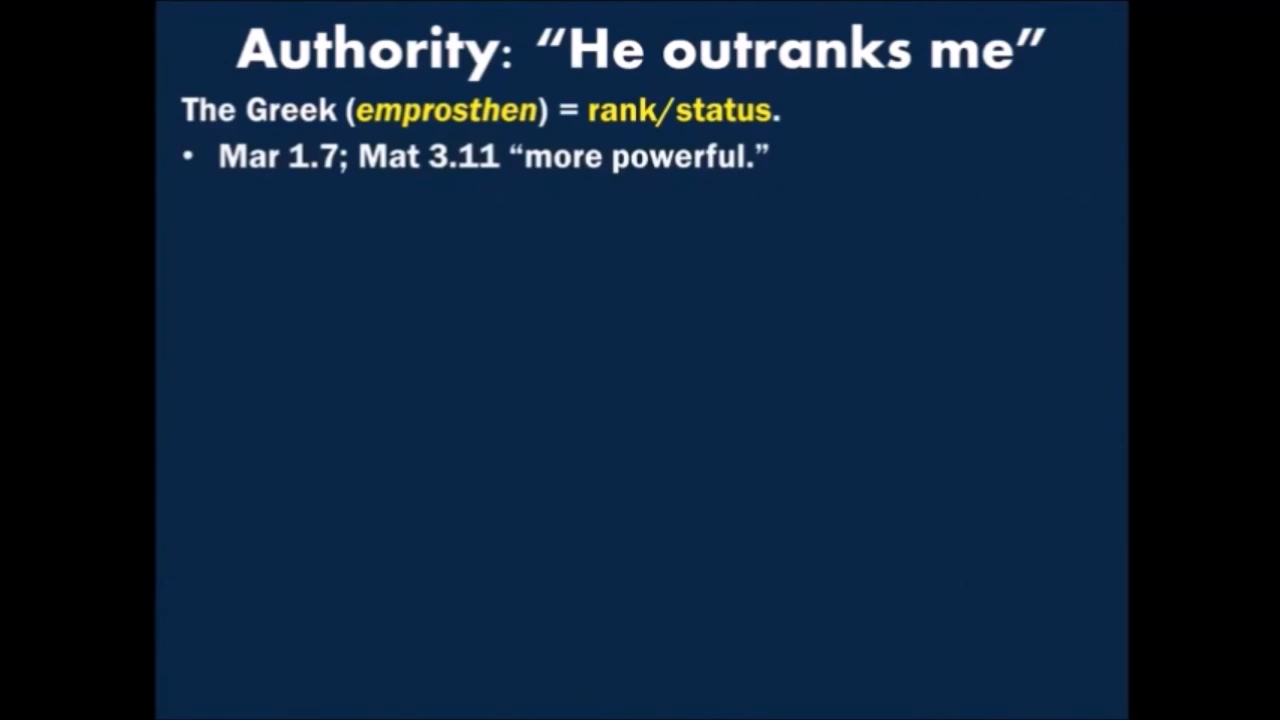 Authority: “He outranks me”
The Greek (emprosthen) = rank/status.
• Mar 1.7; Mat 3.11 “more powerful.”